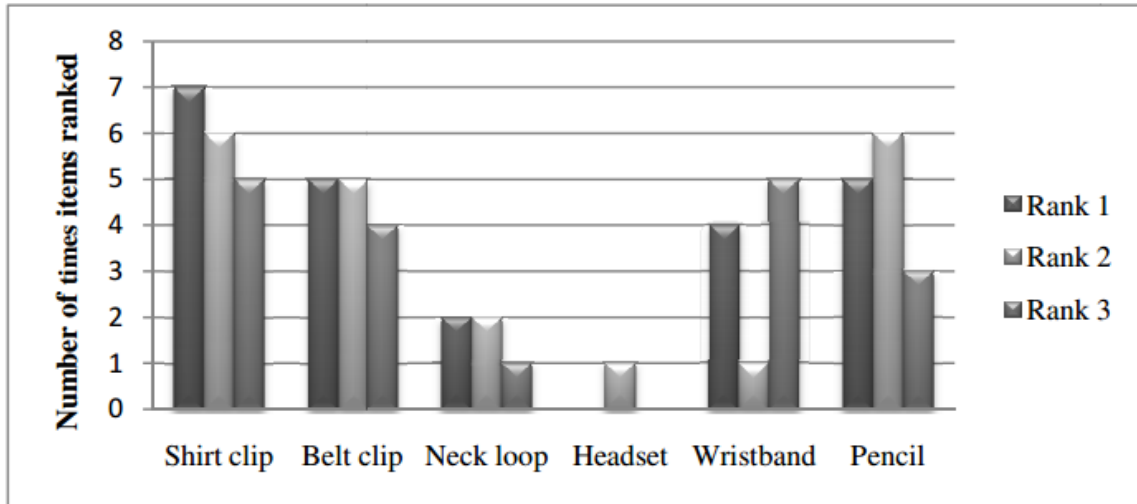 Number of times items ranked
8
7
6
5
4
3
2
1
0
Shirt clip Belt clip Neck loop Headset Wristband Pencil
Rank 1
Rank 2
Rank 3